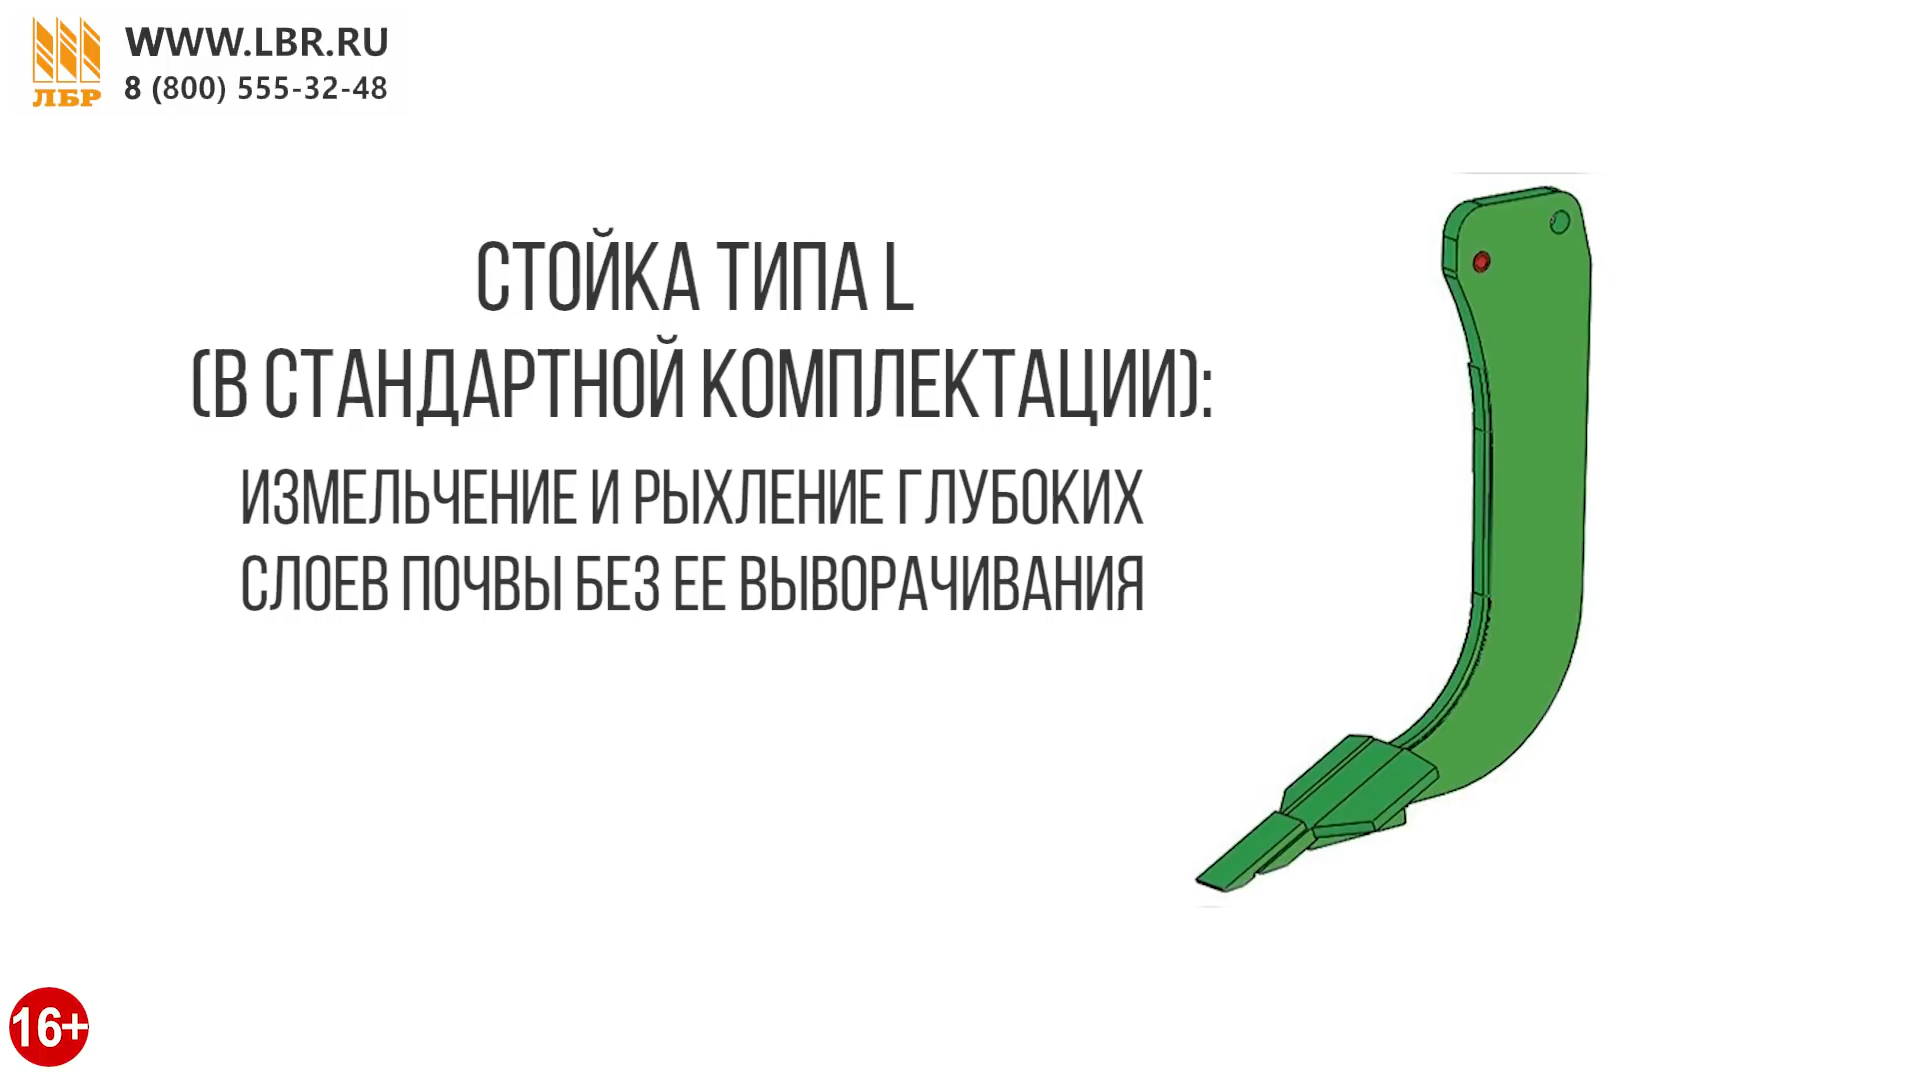 WWW.LBR.RU
ЛБР
8 (800) 555-32-48
СТОЙКА ТИПА L
(В СТАНДАРТНОЙ КОМПЛЕКТАЦИИ):
ИЗМЕЛЬЧЕНИЕ И РЫХЛЕНИЕ ГЛУБОКИХ
СЛОЕВ ПОЧВЫ БЕЗ ЕЕ ВЫВОРАЧИВАНИЯ
16+